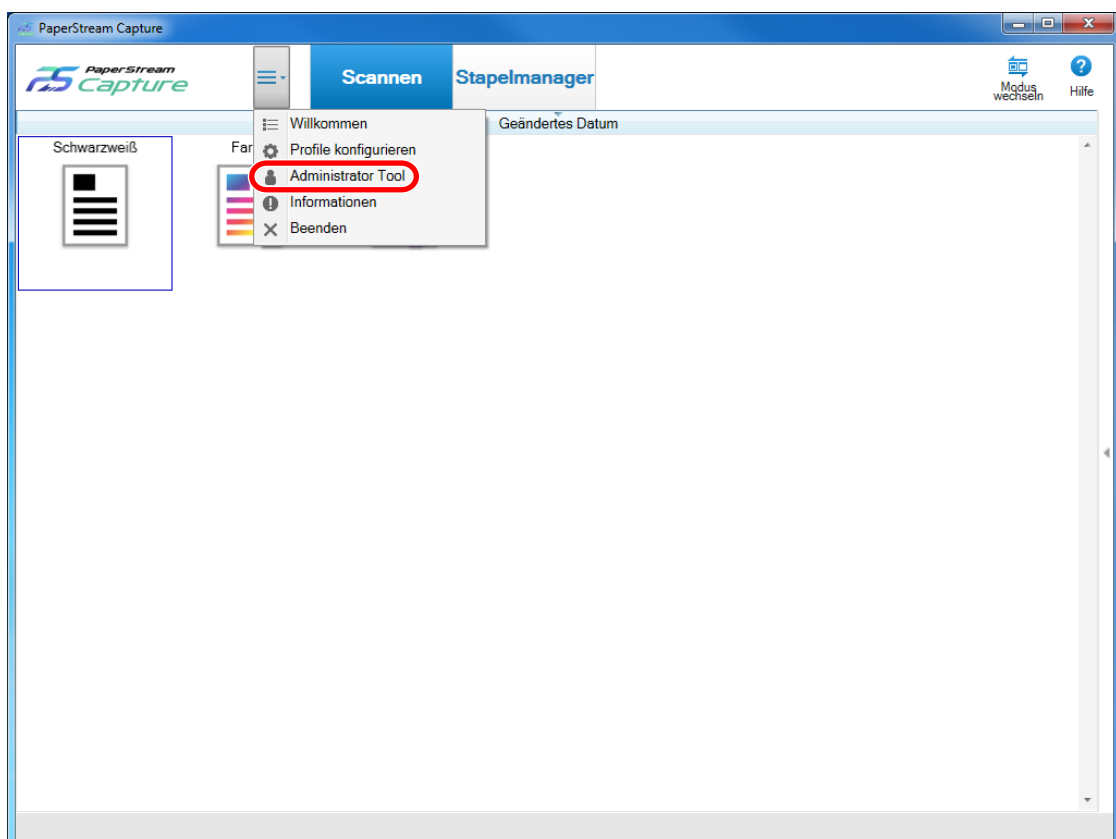 PaperStream Capture
PaperStream
Capture
Scannen
Stapelmanager
Modus
wechseln
Hilfe
Geändertes Datum
Willkommen
Profile konfigurieren
Administrator Tool
Informationen
Beenden
Schwarzweiß
Far